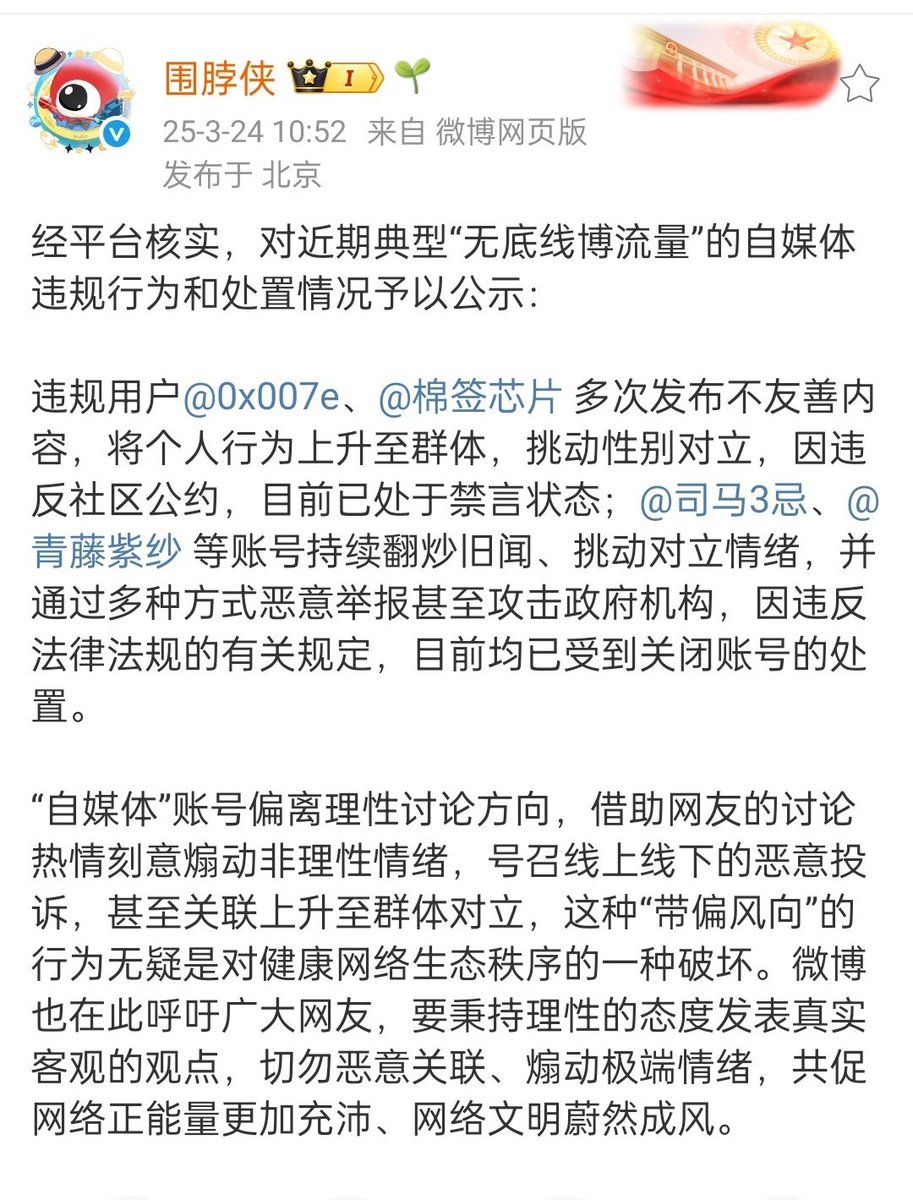 围脖侠
I
25-3-24 10:52 来自 微博网页版
发布于 北京
经平台核实，对近期典型“无底线博流量”的自媒体
违规行为和处置情况予以公示：
违规用户@0x007e、@棉签芯片 多次发布不友善内
容，将个人行为上升至群体，挑动性别对立，因违
反社区公约，目前已处于禁言状态；@司马3忌、@
青藤紫纱 等账号持续翻炒旧闻、挑动对立情绪，并
通过多种方式恶意举报甚至攻击政府机构，因违反
法律法规的有关规定，目前均已受到关闭账号的处
置。
“自媒体”账号偏离理性讨论方向，借助网友的讨论
热情刻意煽动非理性情绪，号召线上线下的恶意投
诉，甚至关联上升至群体对立，这种“带偏风向”的
行为无疑是对健康网络生态秩序的一种破坏。微博
也在此呼吁广大网友，要秉持理性的态度发表真实
客观的观点，切勿恶意关联、煽动极端情绪，共促
网络正能量更加充沛、网络文明蔚然成风。